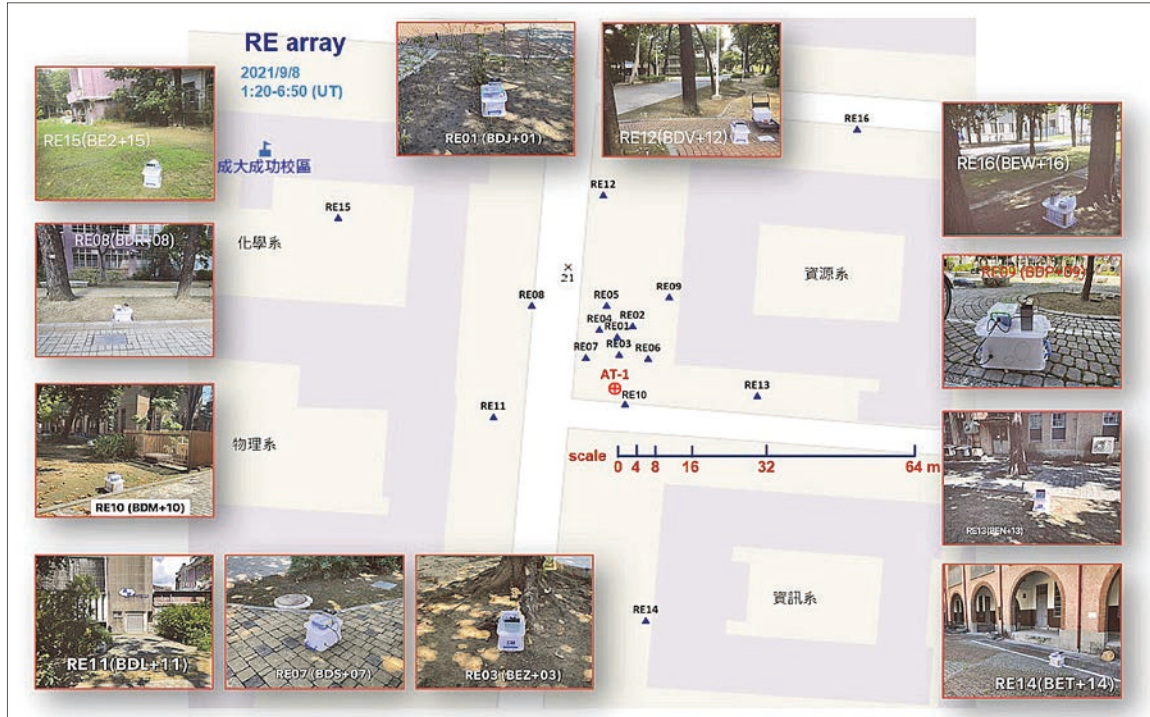 RE array
2021/9/8
1:20-6:50 (UT)
成大成功校區
RE15(BE2+15)
RE01 (BDJ+01)
RE12(BDV+12)
RE16(BEW+16)
RE08(BDR+08)
RE09 (BDP+09)
RE10 (BDM+10)
RE13(BEN+13)
RE11(BDL+11)
RE07 (BDS+07)
RE03 (BEZ+03)
RE14(BET+14)
RE16
RE12
RE15
化學系
資源系
21
RE08
RE05
RE09
RE04
RE02
RE01
RE07
RE03
RE06
AT-1
RE10
RE13
RE11
物理系
scale
0 4 8 16 32 64 m
RE14
資訊系